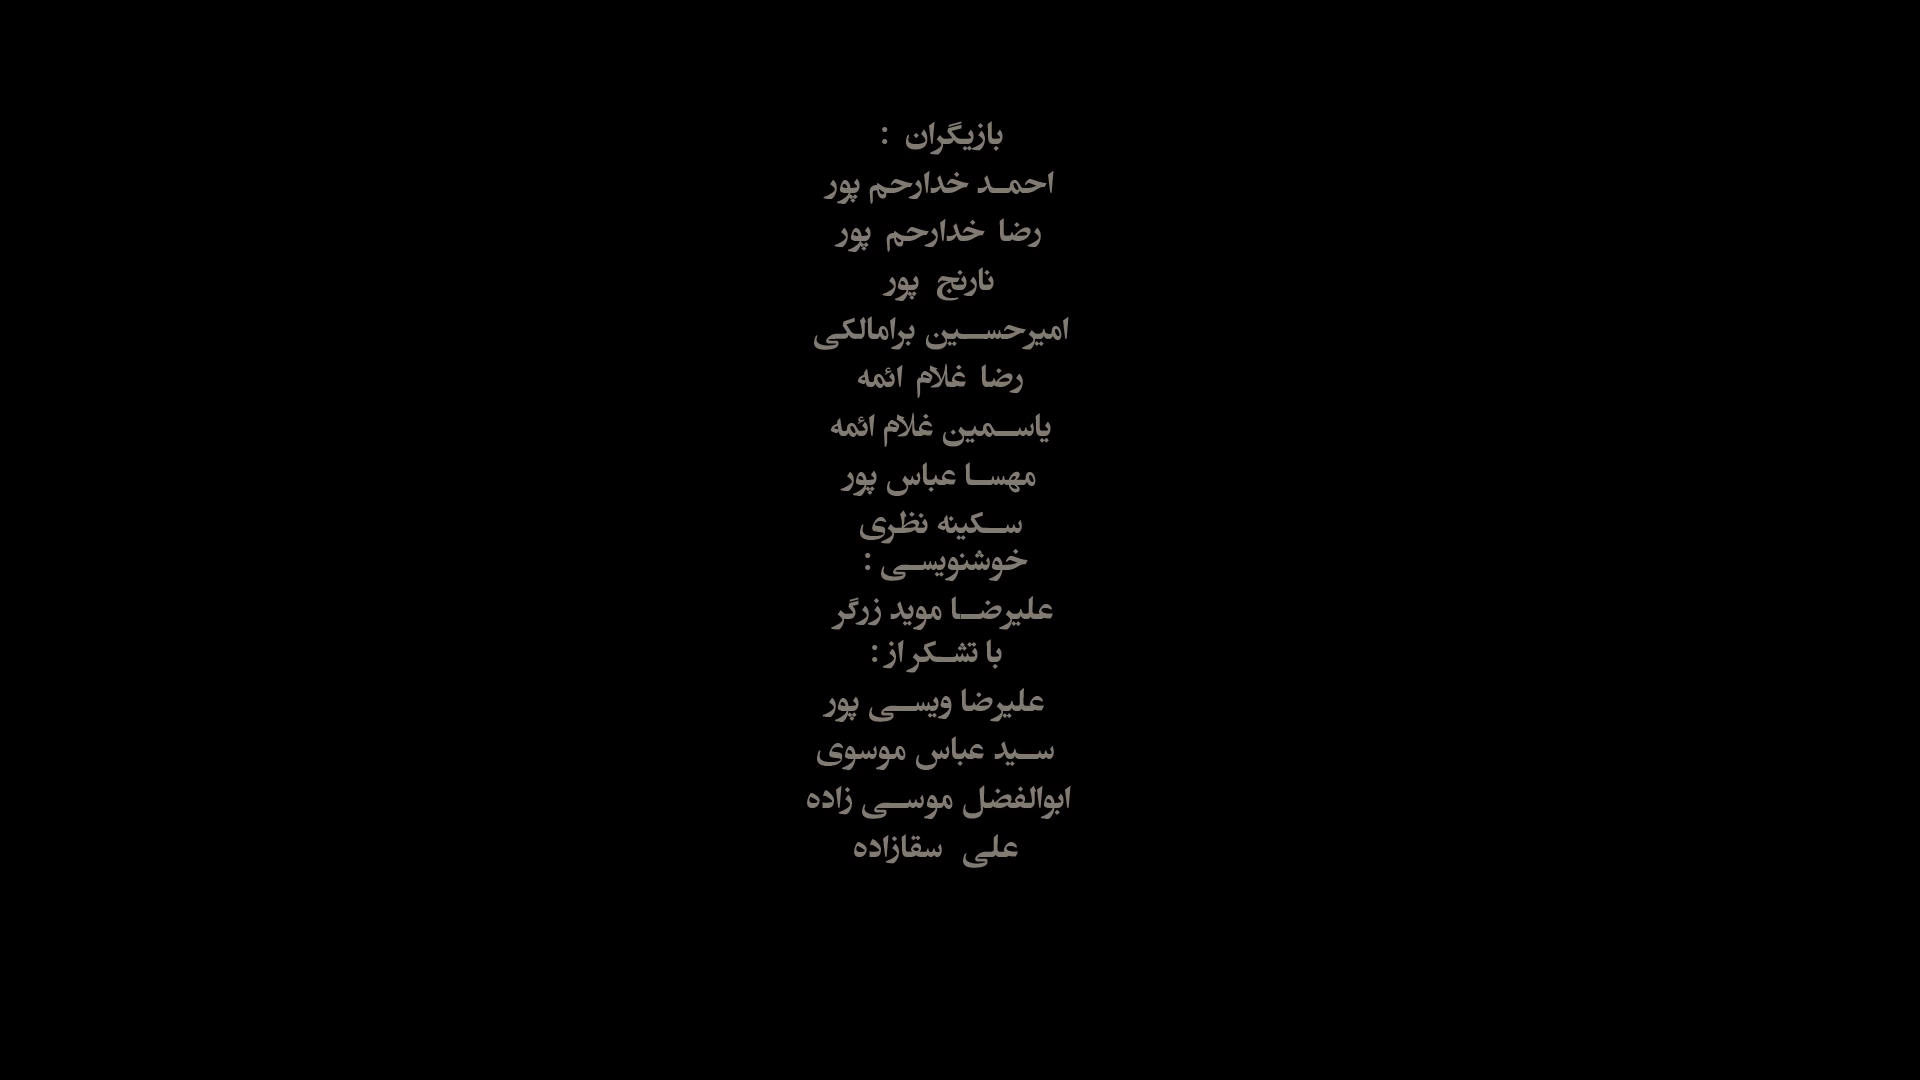 بازیگران :
احمد خدارحم پور
رضا خدارحم پور
نارنج پور
امیرحسین برامالکی
رضا غلام ائمه
یاسمین غلام ائمه
مهسا عباس پور
سکینه نظری
خوشنویسی :
علیرضا موید زرگر
با تشکر از :
علیرضا ویسی پور
سید عباس موسوی
ابوالفضل موسی زاده
علی سقازاده